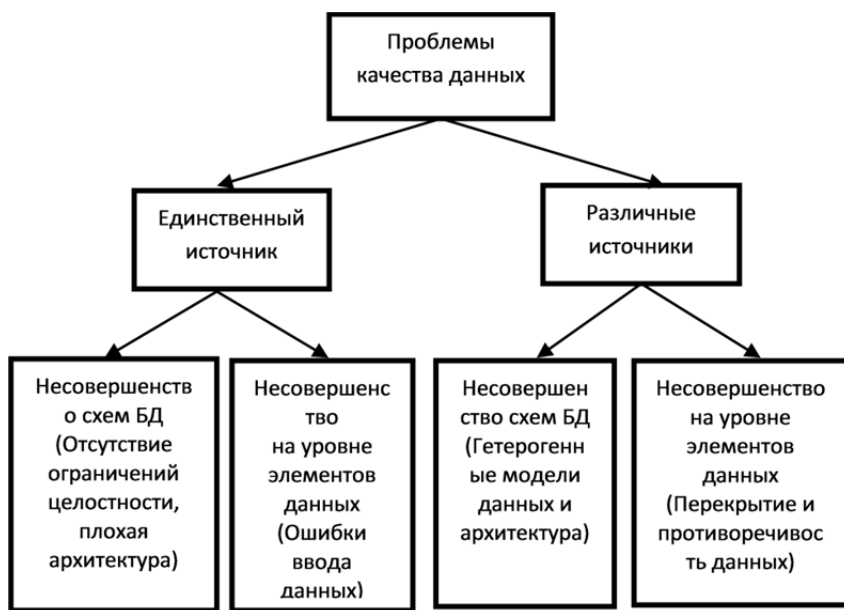 Проблемы
качества данных
Единственный
источник
Различные
источники
Несовершенств
о схем БД
(Отсутствие
ограничений
целостности,
плохая
архитектура)
Несовершенс
тво
на уровне
элементов
данных
(Ошибки
ввода
данных)
Несовершен
ство схем БД
(Гетерогенн
ые модели
данных и
архитектура)
Несовершенство
на уровне
элементов
данных
(Перекрытие и
противоречивос
ть данных)